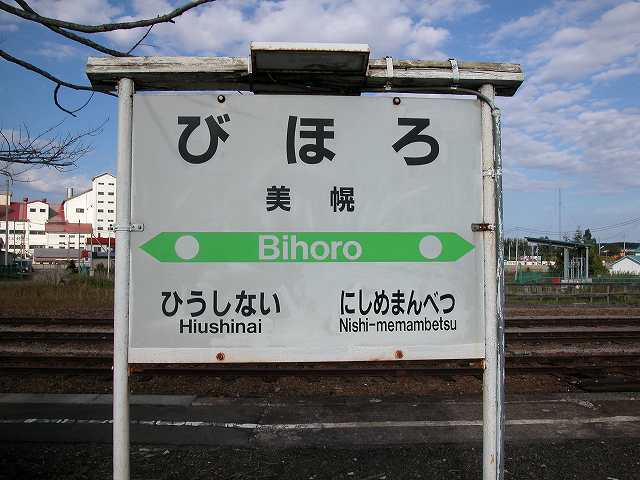 びほろ
美幌
Bihoro
ひうしない にしめまんべつ
Hiushinai Nishi-memambetsu